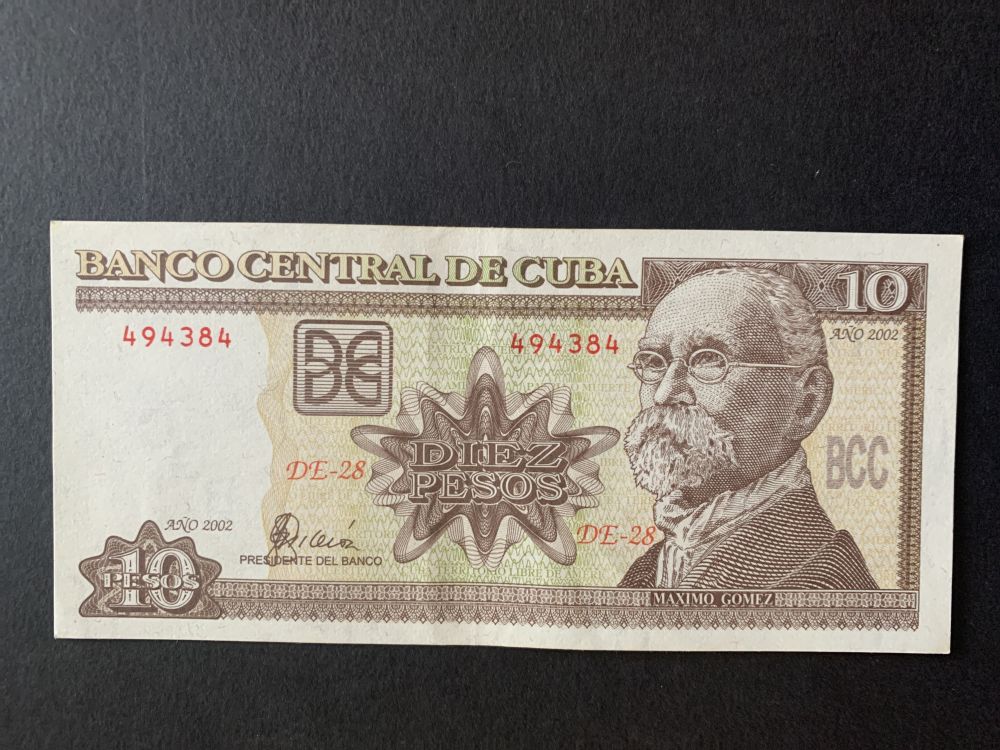 BANCO CENTRAL DE CUBA
10
AÑO 2002
494384
494384
DIEZ
PESOS
BCC
DE-28
DE-28
AÑO 2002
PRESIDENTE DEL BANCO
10
PESOS
MAXIMO GOMEZ